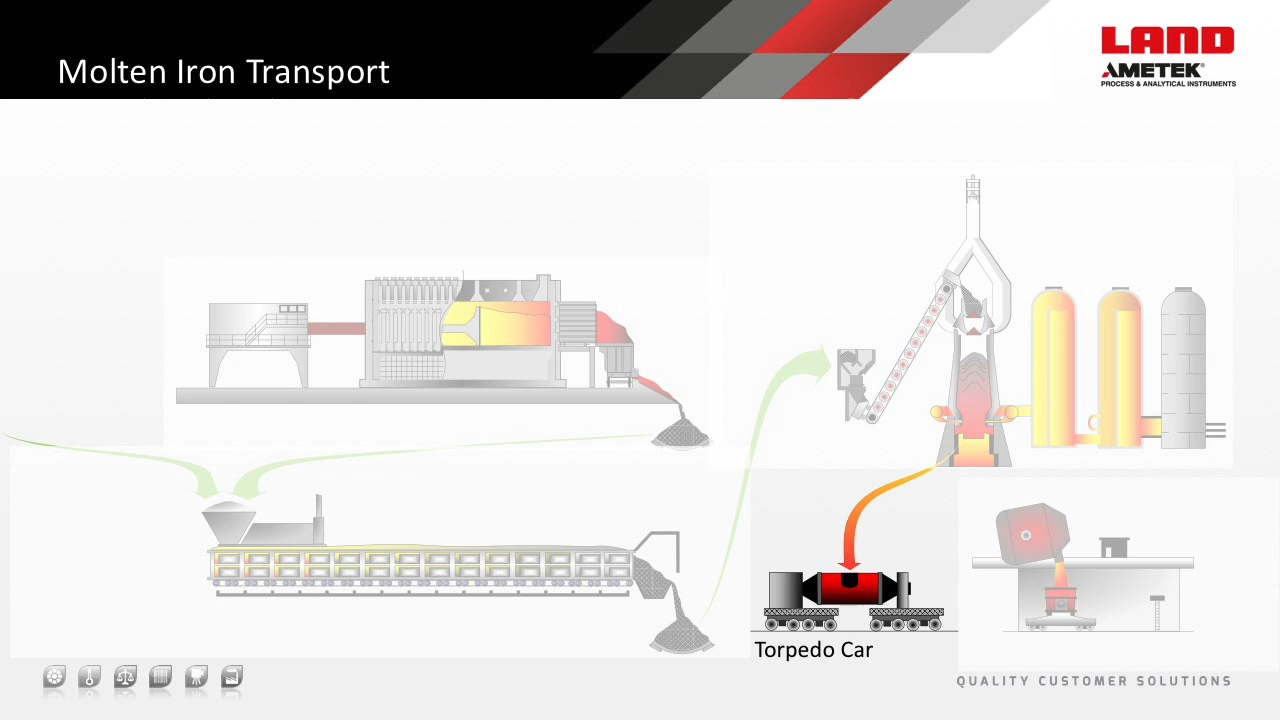 Molten Iron Transport
LAND
AMETEK®
PROCESS & ANALYTICAL INSTRUMENTS
Torpedo Car
QUALITY CUSTOMER SOLUTIONS